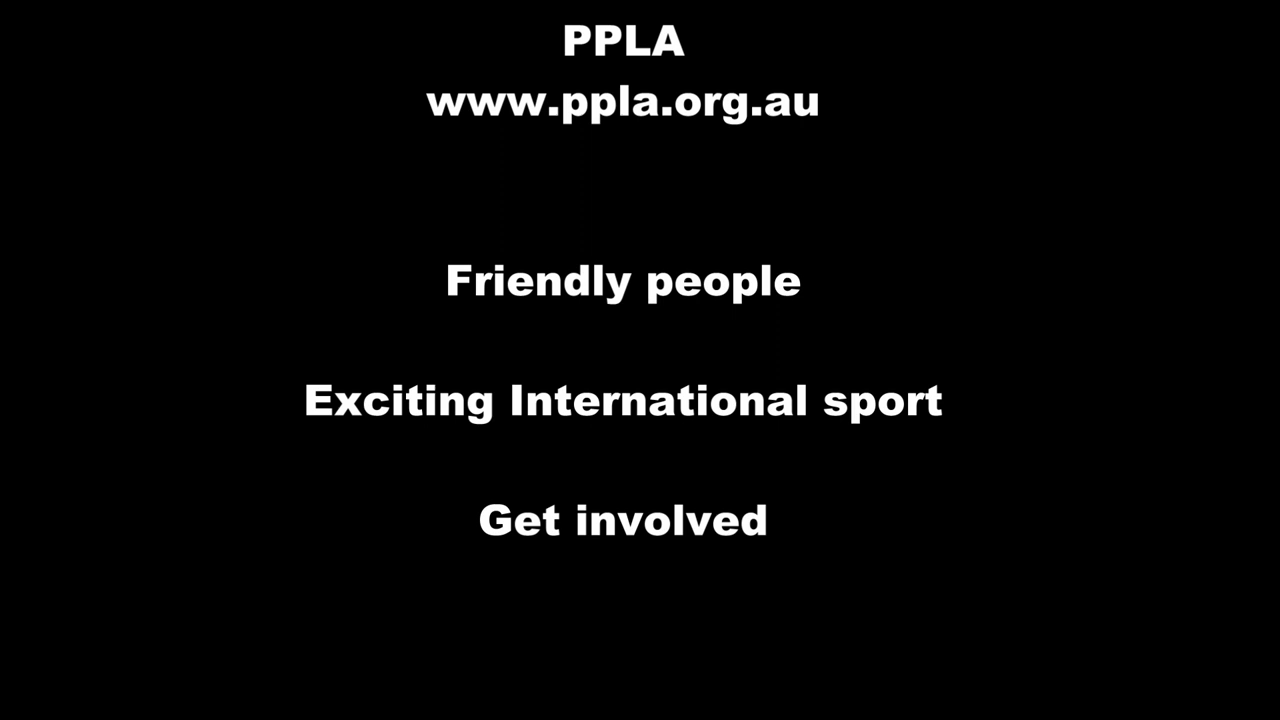 PPLA
www.ppla.org.au
Friendly people
Exciting International sport
Get involved